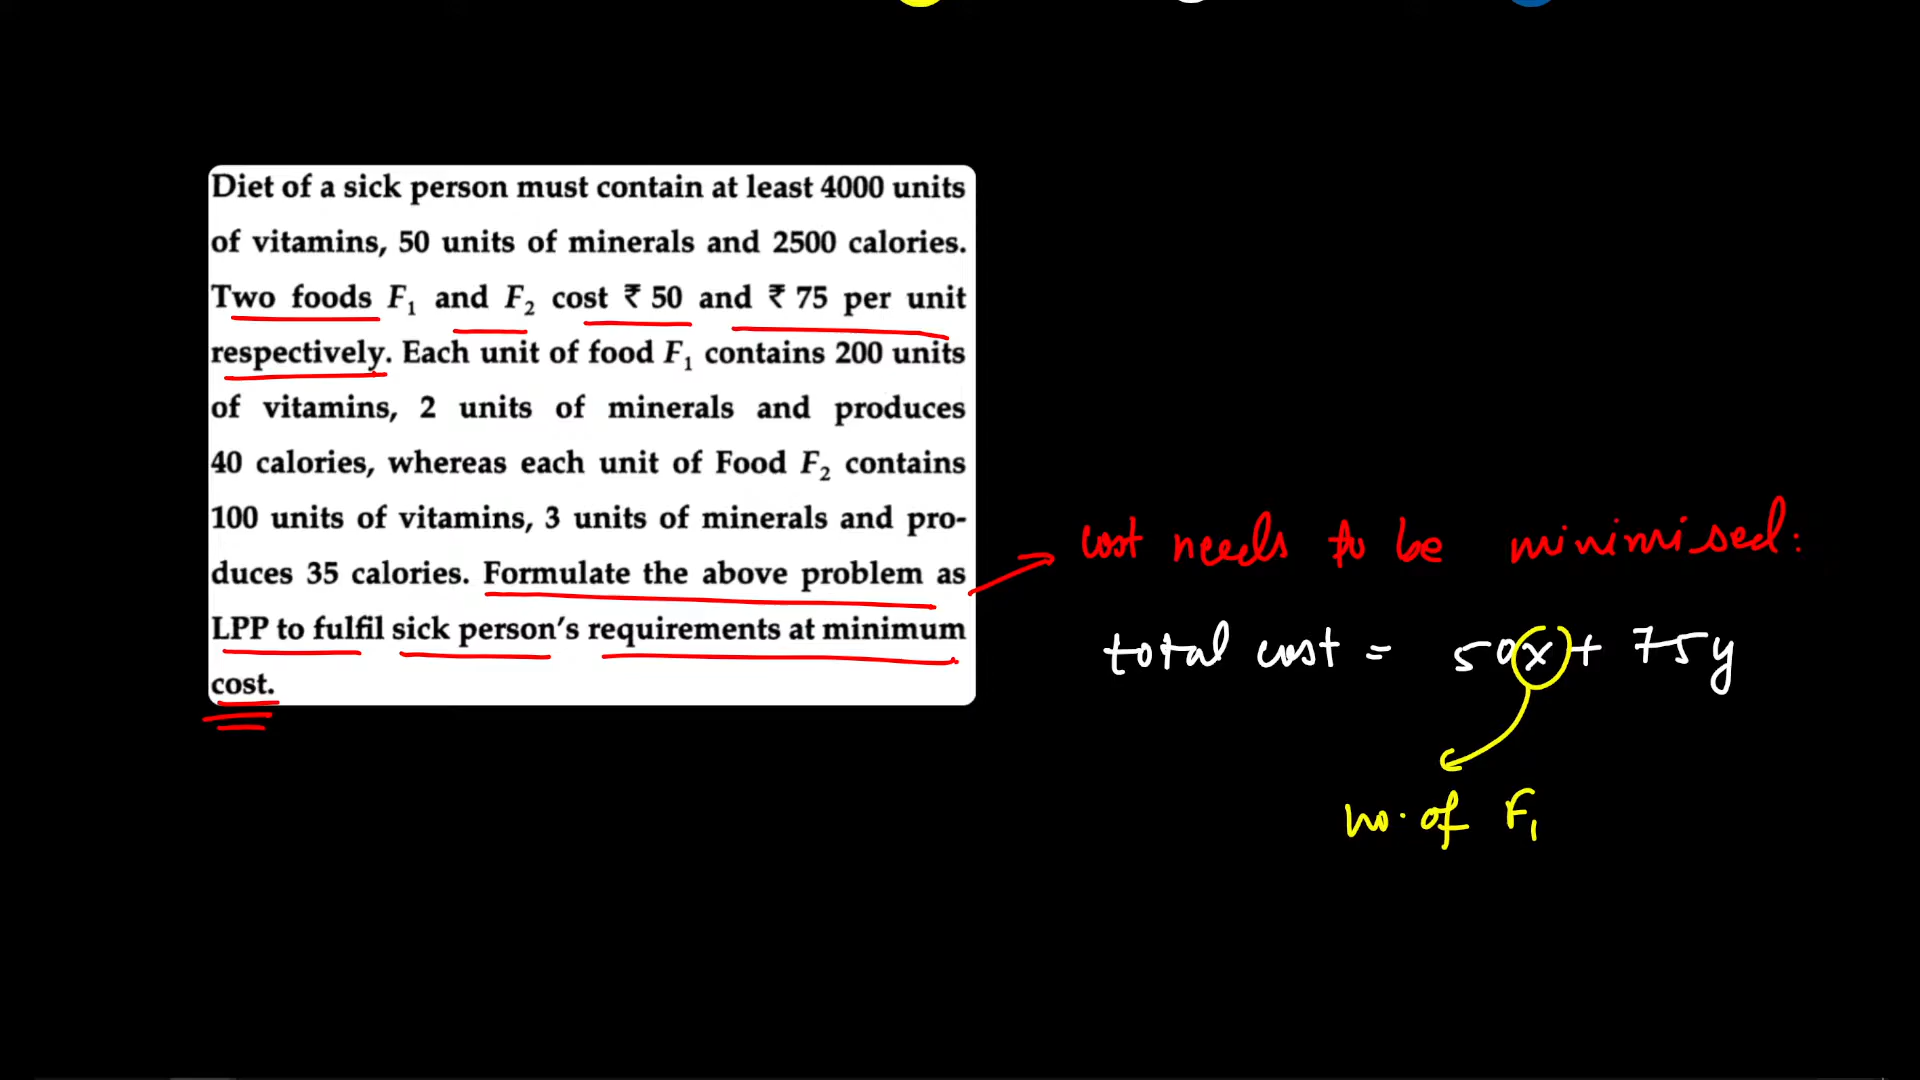 Diet of a sick person must contain at least 4000 units
of vitamins, 50 units of minerals and 2500 calories.
Two foods F₁ and F₂ cost ₹ 50 and ₹ 75 per unit
respectively. Each unit of food F₁ contains 200 units
of vitamins, 2 units of minerals and produces
40 calories, whereas each unit of Food F₂ contains
100 units of vitamins, 3 units of minerals and pro-
duces 35 calories. Formulate the above problem as
LPP to fulfil sick person's requirements at minimum
cost.
cost needs to be minimised:
total cost = 50x + 75y
no. of F₁